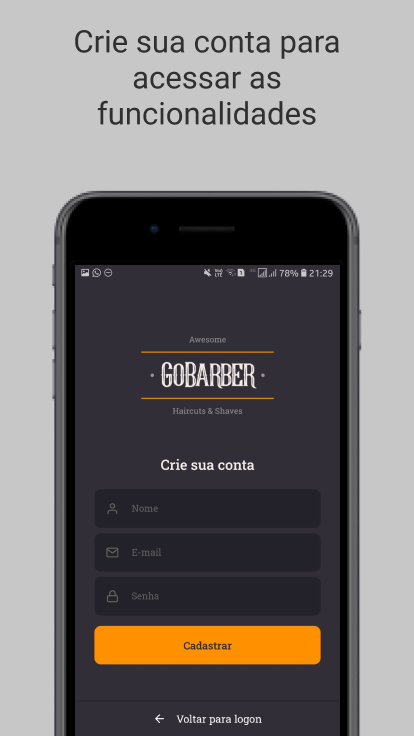 Crie sua conta para
acessar as
funcionalidades
78% 21:29
Awesome
GOBARBER
Haircuts & Shaves
Crie sua conta
Nome
E-mail
Senha
Cadastrar
Voltar para logon